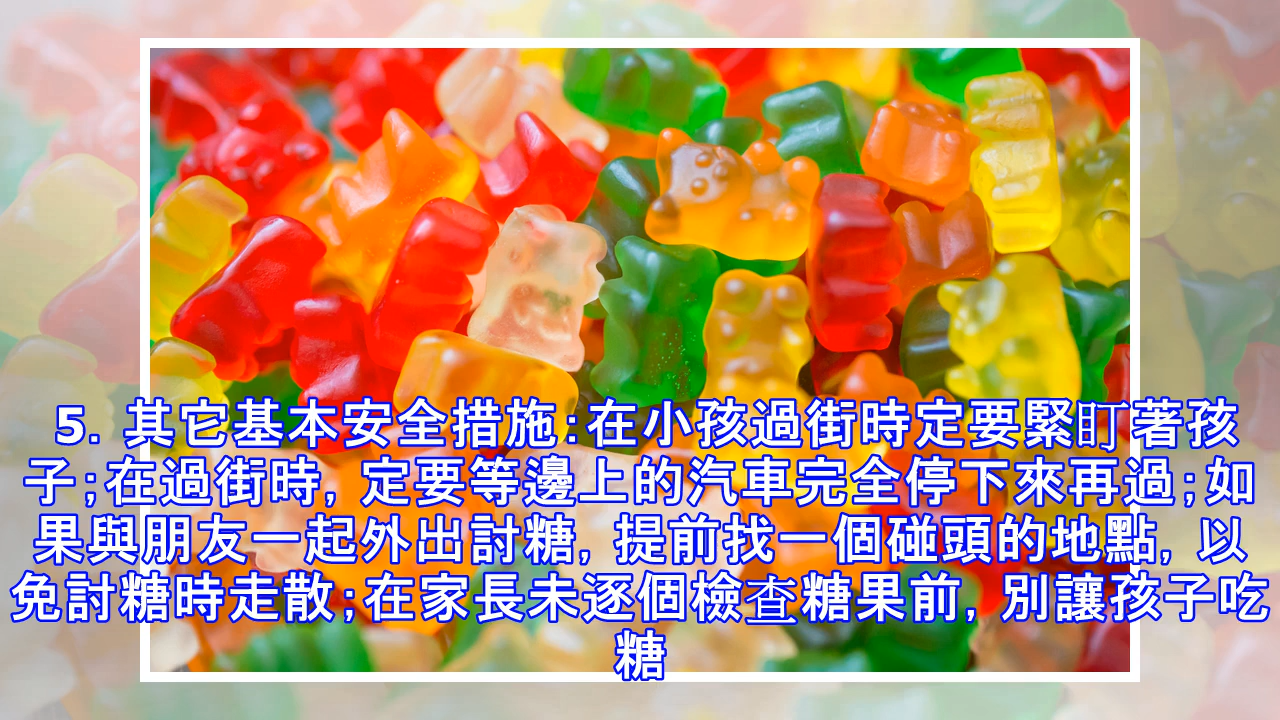 5. 其它基本安全措施:在小孩過街時定要緊盯著孩
子;在過街時, 定要等邊上的汽車完全停下來再過;如
果與朋友一起外出討糖, 提前找一個碰頭的地點, 以
免討糖時走散;在家長未逐個檢查糖果前, 別讓孩子吃
糖